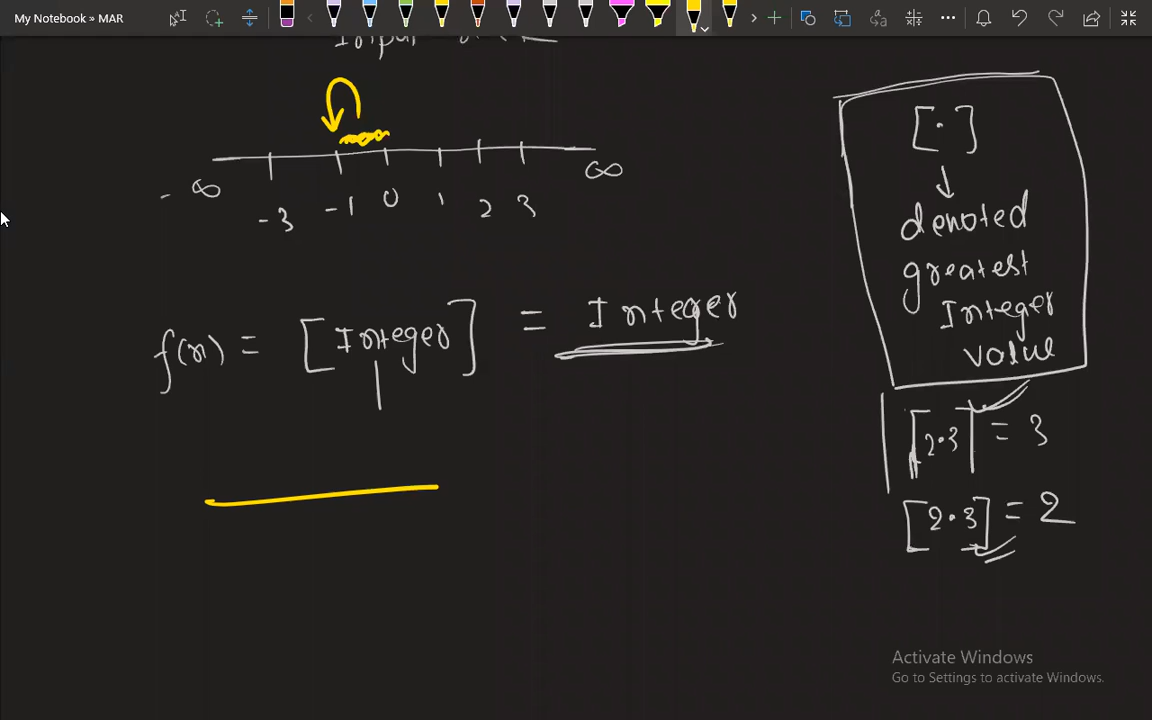 My Notebook » MAR
Input
- ∞ -3 -1 0 1 2 3 ∞
f(x) = [Integer] = Integer
[·]
↓
denoted
greatest
Integer
value
⌈2·3⌉ = 3
[2·3] = 2
Activate Windows
Go to Settings to activate Windows.